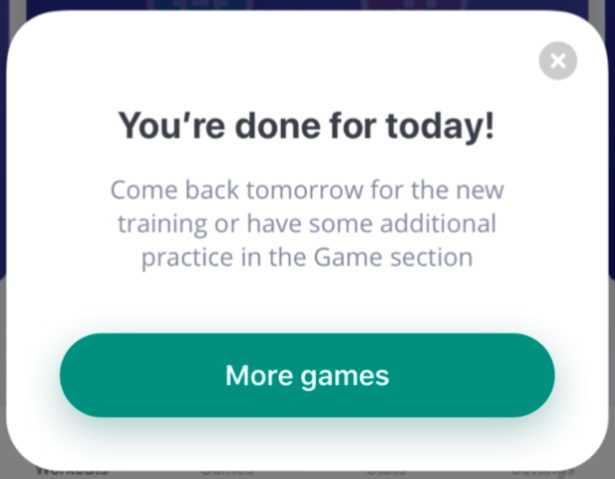 You're done for today!
Come back tomorrow for the new
training or have some additional
practice in the Game section
More games